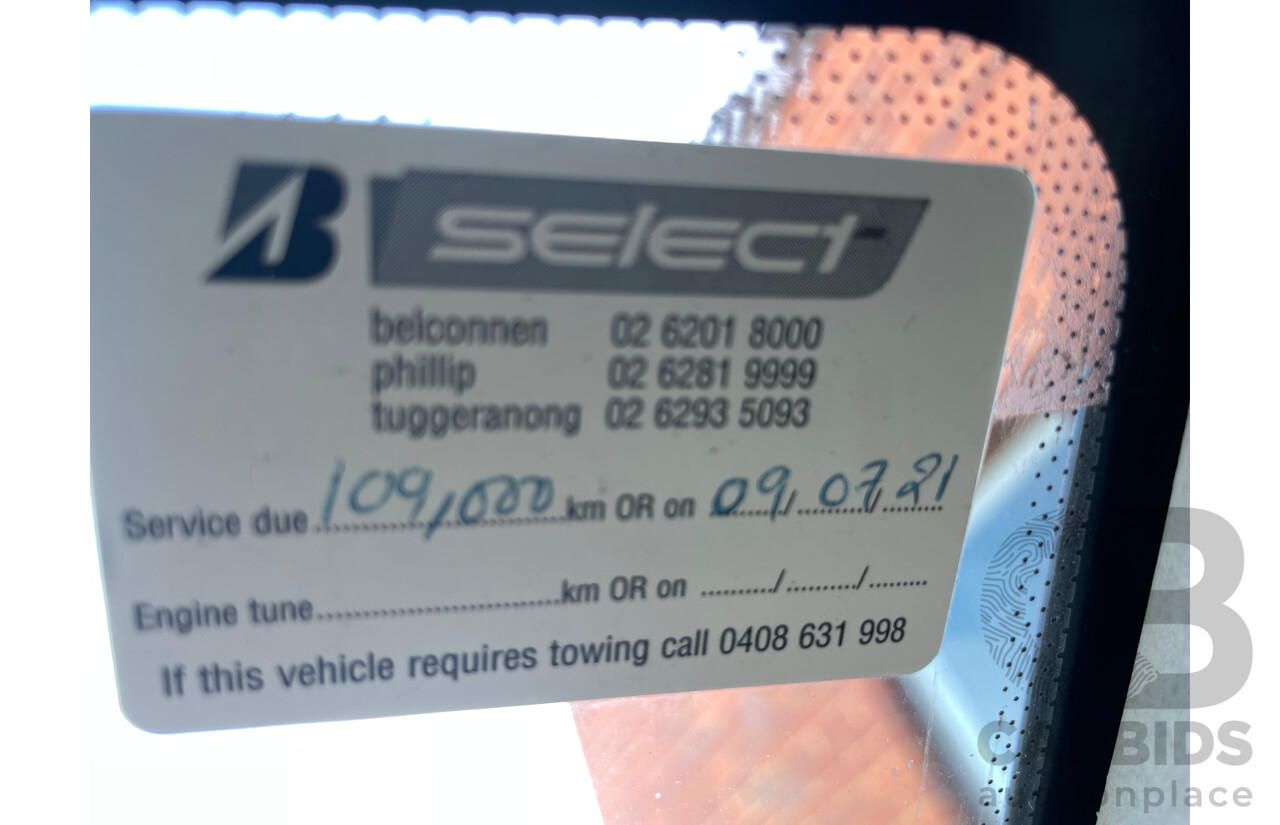 B select
belconnen 02 6201 8000
phillip 02 6281 9999
tuggeranong 02 6293 5093
Service due 109,000 km OR on 09/07/21
Engine tune..............................km OR on ........../........../.........
If this vehicle requires towing call 0408 631 998
B
BIDS